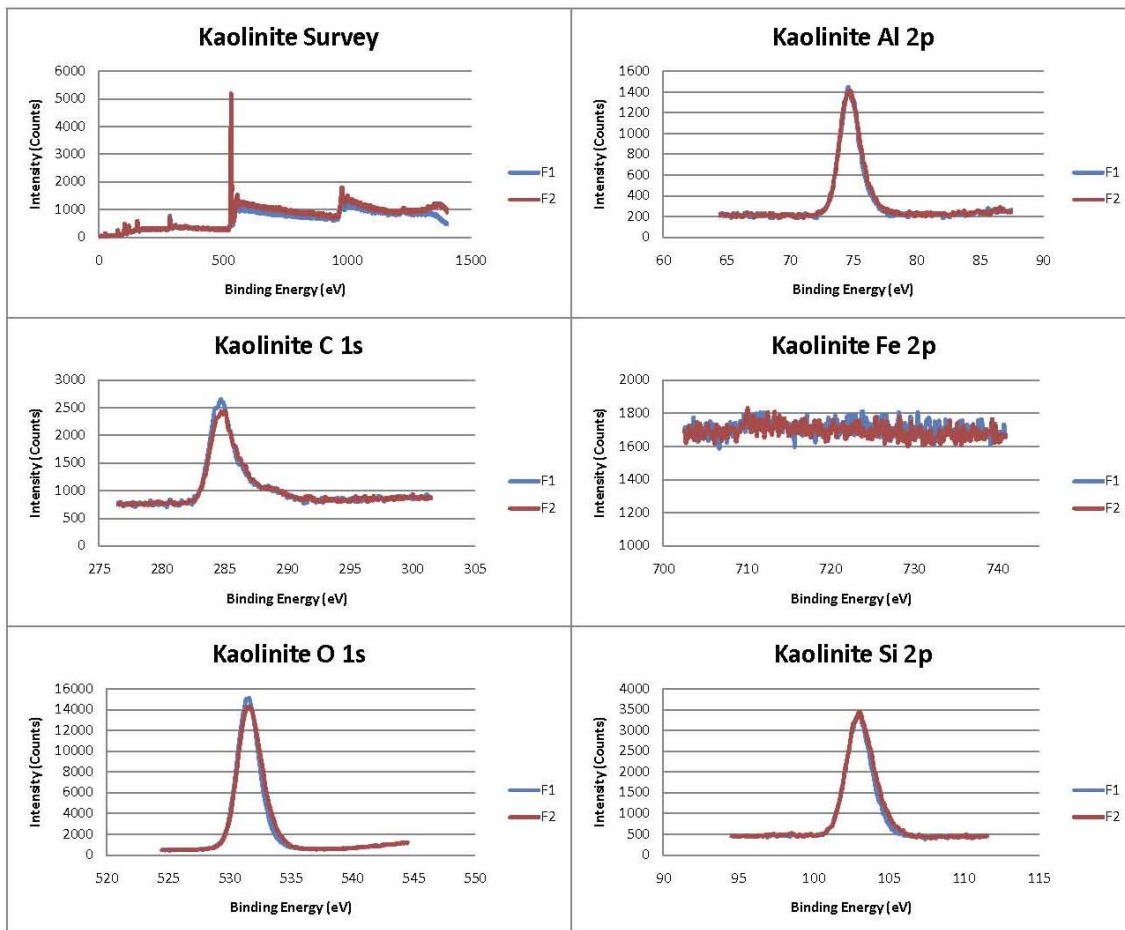 Kaolinite Survey
Intensity (Counts)
6000
5000
4000
3000
2000
1000
0
0 500 1000 1500
Binding Energy (eV)
F1
F2
Kaolinite Al 2p
Intensity (Counts)
1600
1400
1200
1000
800
600
400
200
0
60 65 70 75 80 85 90
Binding Energy (eV)
F1
F2
Kaolinite C 1s
Intensity (Counts)
3000
2500
2000
1500
1000
500
0
275 280 285 290 295 300 305
Binding Energy (eV)
F1
F2
Kaolinite Fe 2p
Intensity (Counts)
2000
1800
1600
1400
1200
1000
700 710 720 730 740
Binding Energy (eV)
F1
F2
Kaolinite O 1s
Intensity (Counts)
16000
14000
12000
10000
8000
6000
4000
2000
0
520 525 530 535 540 545 550
Binding Energy (eV)
F1
F2
Kaolinite Si 2p
Intensity (Counts)
4000
3500
3000
2500
2000
1500
1000
500
0
90 95 100 105 110 115
Binding Energy (eV)
F1
F2